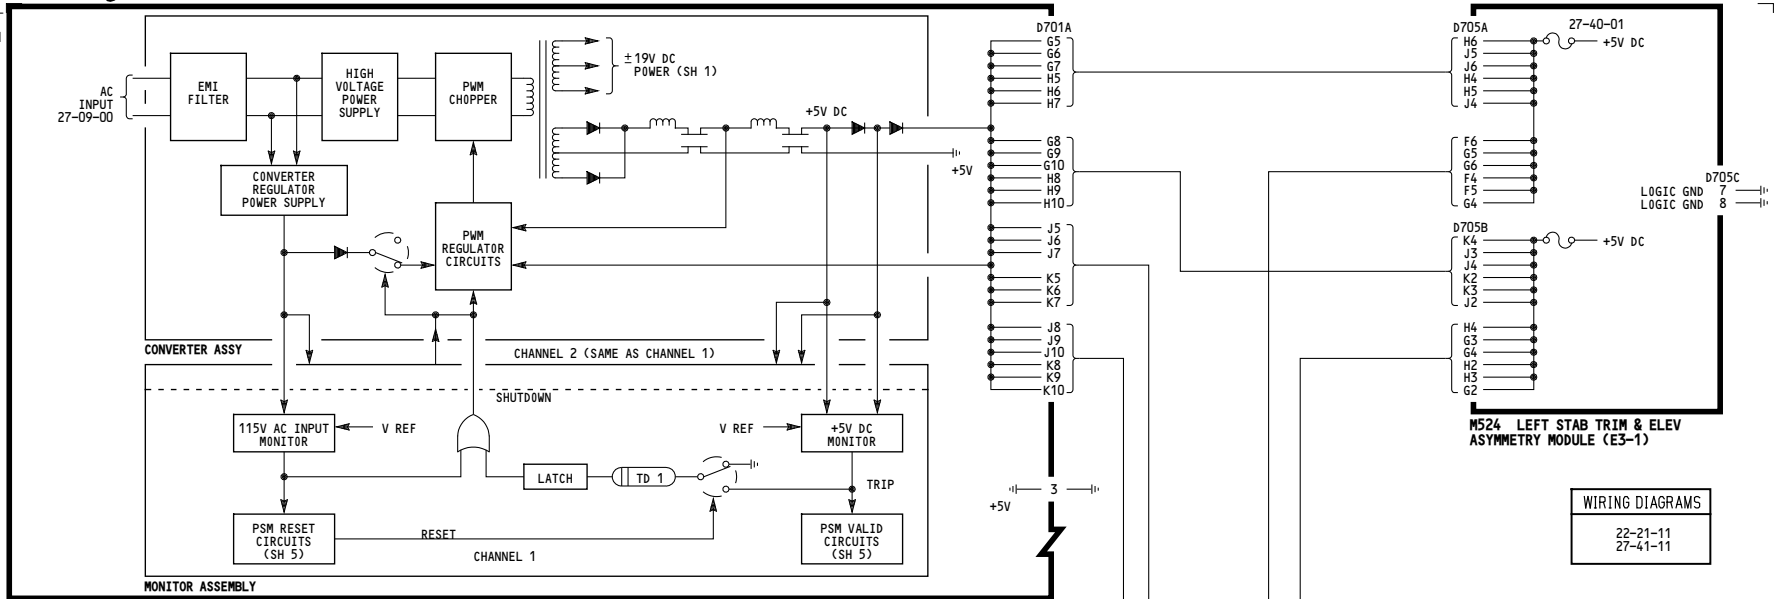 D701A
G5
G6
G7
H5
H6
H7
G8
G9
G10
H8
H9
H10
J5
J6
J7
K5
K6
K7
J8
J9
J10
K8
K9
K10
AC
INPUT
27-09-00
EMI
FILTER
HIGH
VOLTAGE
POWER
SUPPLY
PWM
CHOPPER
±19V DC
POWER (SH 1)
+5V DC
+5V
CONVERTER
REGULATOR
POWER SUPPLY
PWM
REGULATOR
CIRCUITS
CONVERTER ASSY
CHANNEL 2 (SAME AS CHANNEL 1)
SHUTDOWN
115V AC INPUT
MONITOR
V REF
V REF
+5V DC
MONITOR
LATCH
TD 1
TRIP
PSM RESET
CIRCUITS
(SH 5)
RESET
CHANNEL 1
PSM VALID
CIRCUITS
(SH 5)
MONITOR ASSEMBLY
3
+5V
D705A
H6
J5
J6
H4
H5
J4
F6
G5
G6
F4
F5
G4
27-40-01
+5V DC
D705C
LOGIC GND 7
LOGIC GND 8
D705B
K4
J3
J4
K2
K3
J2
H4
G3
G4
H2
H3
G2
+5V DC
M524 LEFT STAB TRIM & ELEV
ASYMMETRY MODULE (E3-1)
WIRING DIAGRAMS
22-21-11
27-41-11